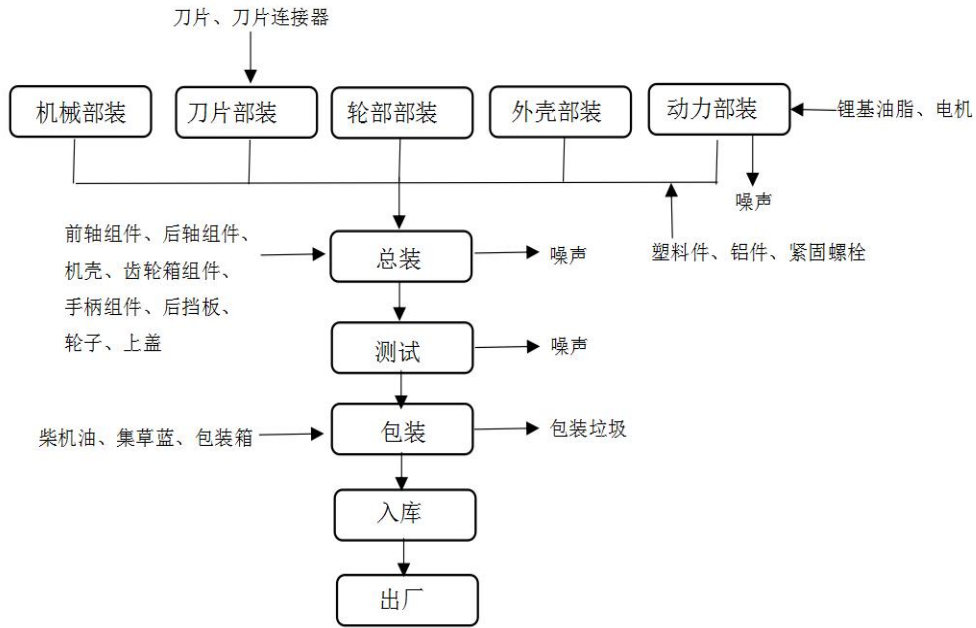 刀片、刀片连接器
机械部装
刀片部装
轮部部装
外壳部装
动力部装
锂基油脂、电机
噪声
塑料件、铝件、紧固螺栓
前轴组件、后轴组件、
机壳、齿轮箱组件、
手柄组件、后挡板、
轮子、上盖
总装
噪声
测试
噪声
柴机油、集草蓝、包装箱
包装
包装垃圾
入库
出厂